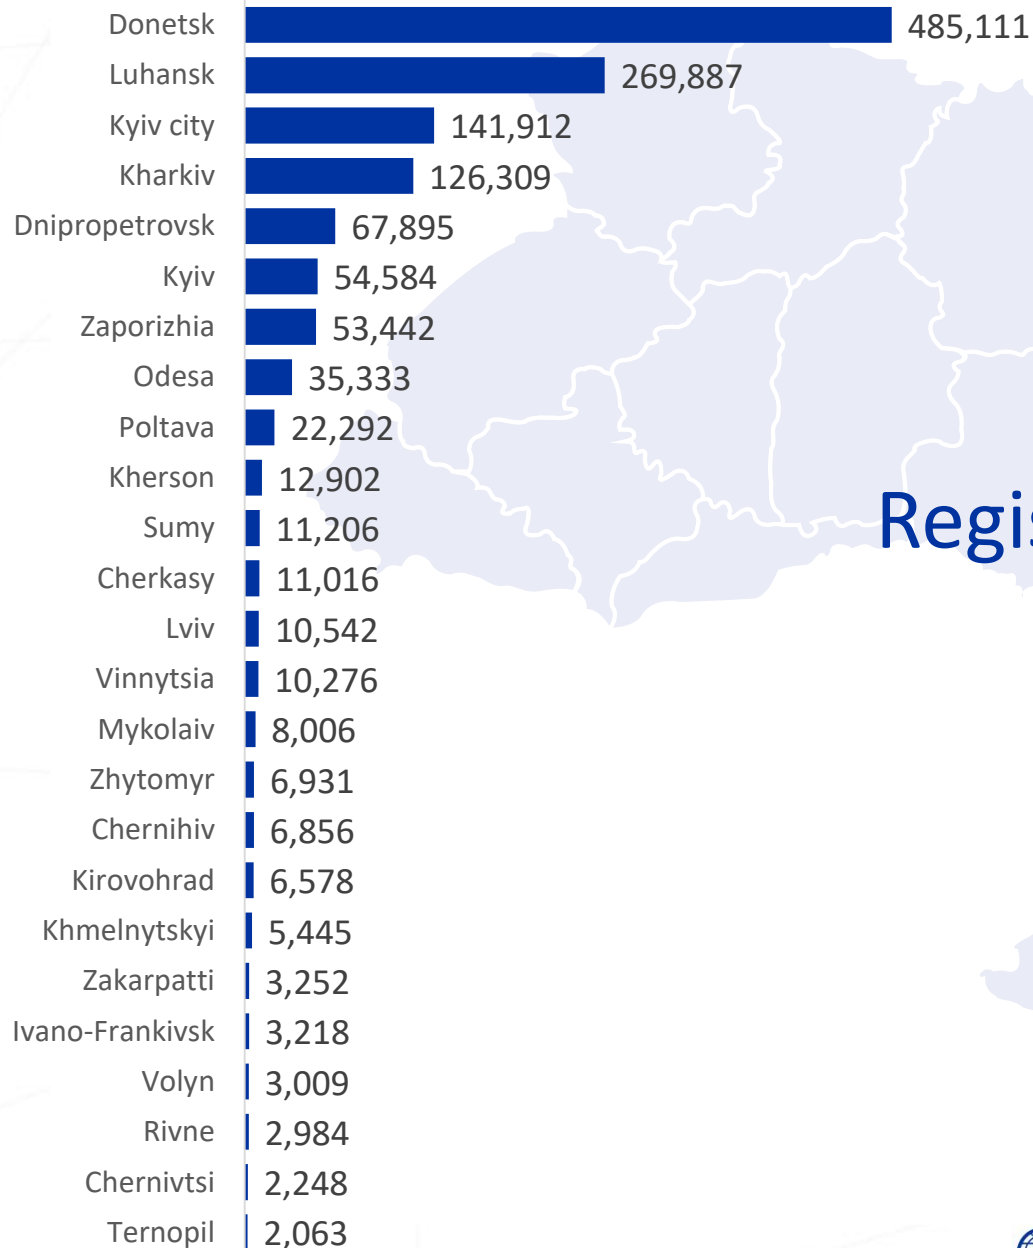 Donetsk 485,111
Luhansk 269,887
Kyiv city 141,912
Kharkiv 126,309
Dnipropetrovsk 67,895
Kyiv 54,584
Zaporizhia 53,442
Odesa 35,333
Poltava 22,292
Kherson 12,902
Regis
Sumy 11,206
Cherkasy 11,016
Lviv 10,542
Vinnytsia 10,276
Mykolaiv 8,006
Zhytomyr 6,931
Chernihiv 6,856
Kirovohrad 6,578
Khmelnytskyi 5,445
Zakarpatti 3,252
Ivano-Frankivsk 3,218
Volyn 3,009
Rivne 2,984
Chernivtsi 2,248
Ternopil 2,063